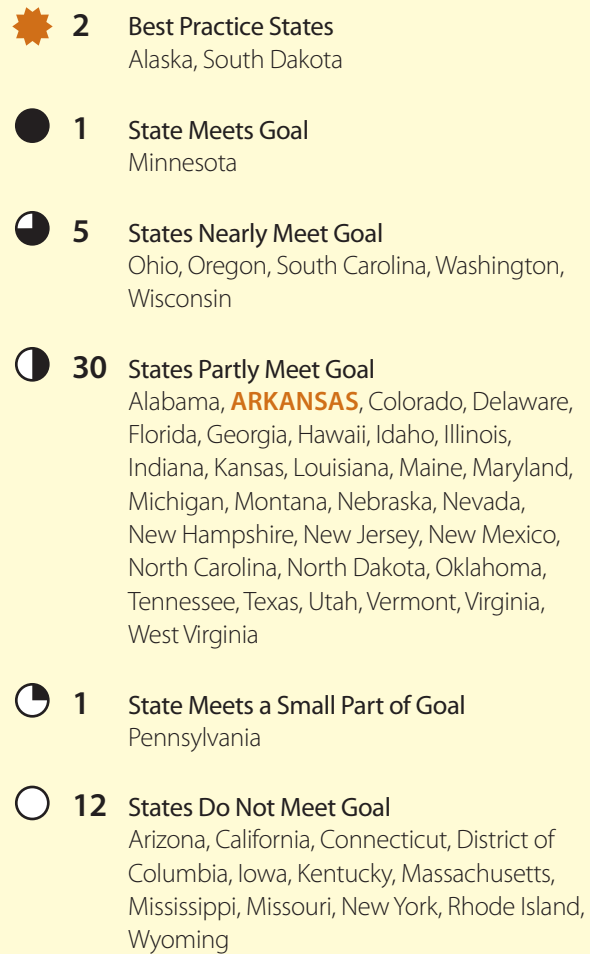 2 Best Practice States
Alaska, South Dakota
1 State Meets Goal
Minnesota
5 States Nearly Meet Goal
Ohio, Oregon, South Carolina, Washington,
Wisconsin
30 States Partly Meet Goal
Alabama, ARKANSAS, Colorado, Delaware,
Florida, Georgia, Hawaii, Idaho, Illinois,
Indiana, Kansas, Louisiana, Maine, Maryland,
Michigan, Montana, Nebraska, Nevada,
New Hampshire, New Jersey, New Mexico,
North Carolina, North Dakota, Oklahoma,
Tennessee, Texas, Utah, Vermont, Virginia,
West Virginia
1 State Meets a Small Part of Goal
Pennsylvania
12 States Do Not Meet Goal
Arizona, California, Connecticut, District of
Columbia, Iowa, Kentucky, Massachusetts,
Mississippi, Missouri, New York, Rhode Island,
Wyoming